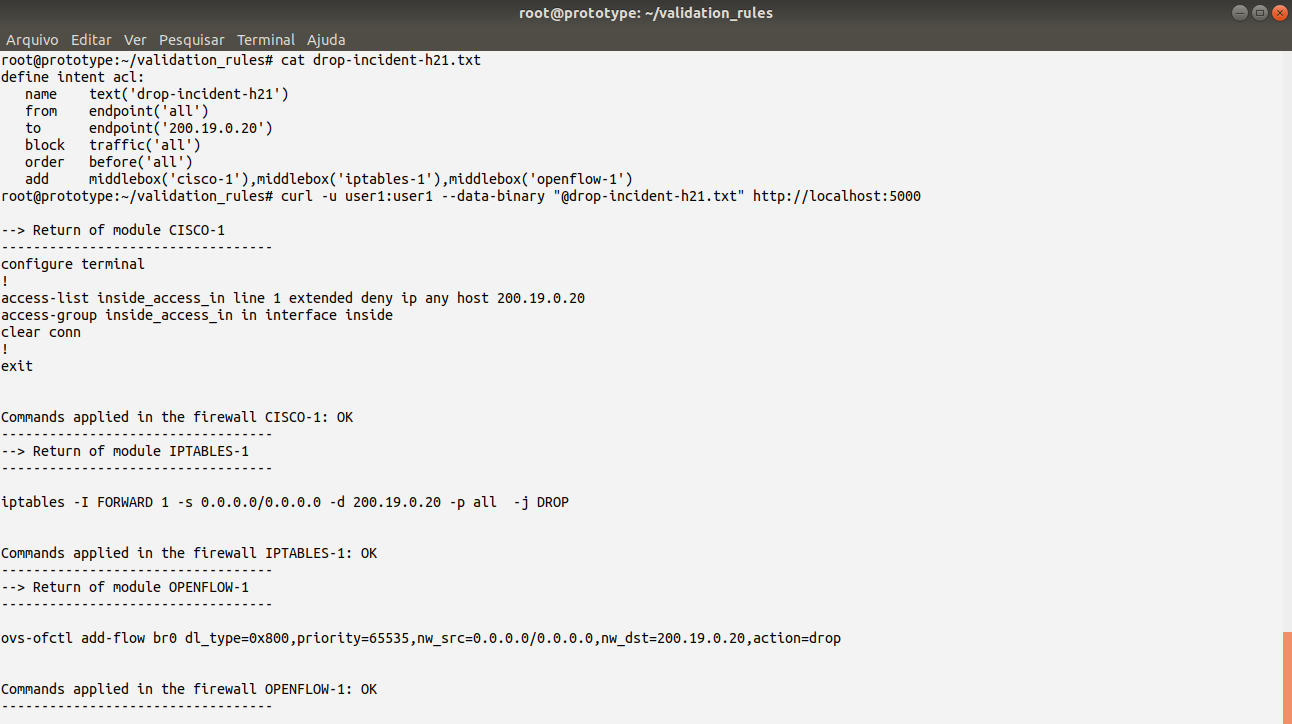 root@prototype: ~/validation_rules
Arquivo Editar Ver Pesquisar Terminal Ajuda
root@prototype:~/validation_rules# cat drop-incident-h21.txt
define intent acl:
   name    text('drop-incident-h21')
   from    endpoint('all')
   to      endpoint('200.19.0.20')
   block   traffic('all')
   order   before('all')
   add     middlebox('cisco-1'),middlebox('iptables-1'),middlebox('openflow-1')
root@prototype:~/validation_rules# curl -u user1:user1 --data-binary "@drop-incident-h21.txt" http://localhost:5000
--> Return of module CISCO-1
----------------------------------
configure terminal
!
access-list inside_access_in line 1 extended deny ip any host 200.19.0.20
access-group inside_access_in in interface inside
clear conn
!
exit
Commands applied in the firewall CISCO-1: OK
----------------------------------
--> Return of module IPTABLES-1
----------------------------------
iptables -I FORWARD 1 -s 0.0.0.0/0.0.0.0 -d 200.19.0.20 -p all  -j DROP
Commands applied in the firewall IPTABLES-1: OK
----------------------------------
--> Return of module OPENFLOW-1
----------------------------------
ovs-ofctl add-flow br0 dl_type=0x800,priority=65535,nw_src=0.0.0.0/0.0.0.0,nw_dst=200.19.0.20,action=drop
Commands applied in the firewall OPENFLOW-1: OK
----------------------------------